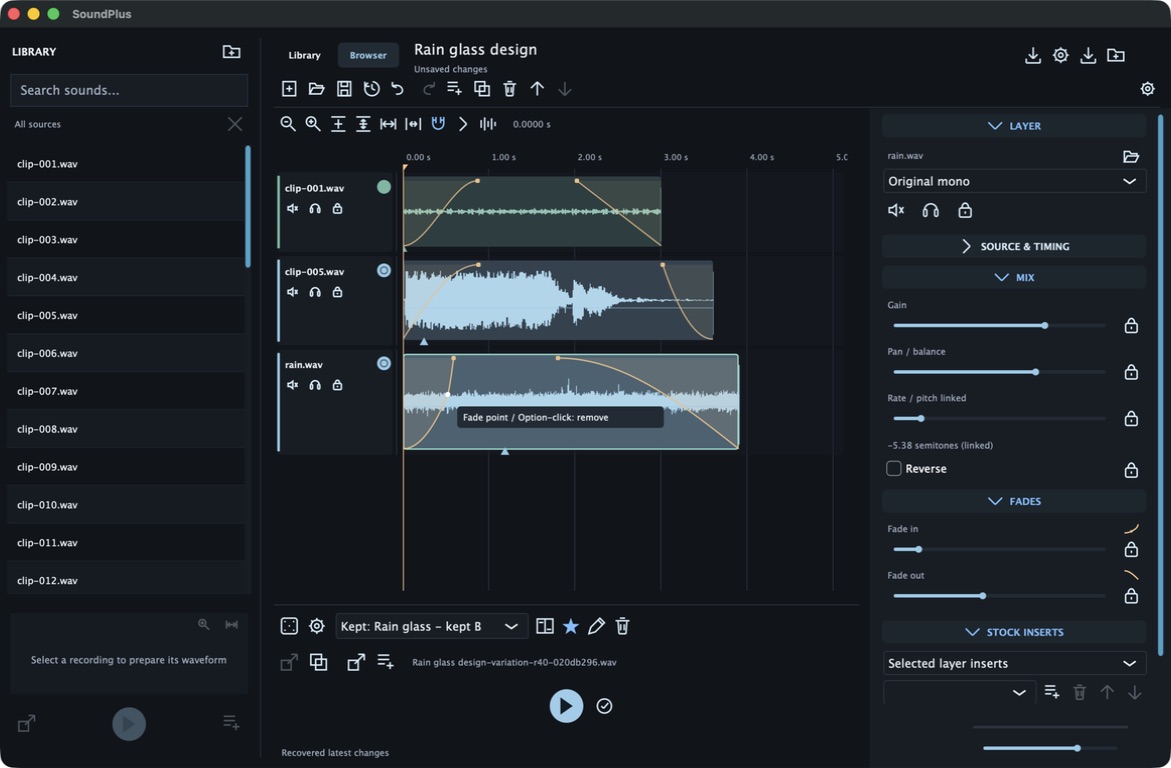 SoundPlus
LIBRARY
Search sounds...
All sources
clip-001.wav
clip-002.wav
clip-003.wav
clip-004.wav
clip-005.wav
clip-006.wav
clip-007.wav
clip-008.wav
clip-009.wav
clip-010.wav
clip-011.wav
clip-012.wav
Select a recording to prepare its waveform
Library
Browser
Rain glass design
Unsaved changes
0.0000 s
0.00 s 1.00 s 2.00 s 3.00 s 4.00 s 5.0
clip-001.wav
clip-005.wav
rain.wav
Fade point / Option-click: remove
Kept: Rain glass – kept B
Rain glass design-variation-r40-020db296.wav
Recovered latest changes
LAYER
rain.wav
Original mono
SOURCE & TIMING
MIX
Gain
Pan / balance
Rate / pitch linked
-5.38 semitones (linked)
Reverse
FADES
Fade in
Fade out
STOCK INSERTS
Selected layer inserts